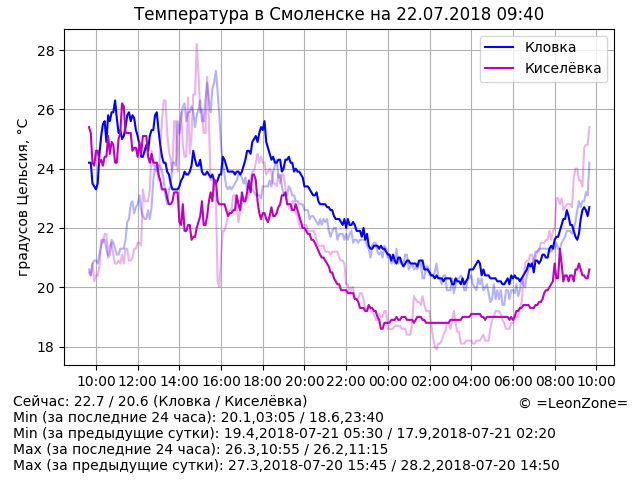 Температура в Смоленске на 22.07.2018 09:40
градусов Цельсия, °C
28
26
24
22
20
18
Кловка
Киселёвка
10:00 12:00 14:00 16:00 18:00 20:00 22:00 00:00 02:00 04:00 06:00 08:00 10:00
Сейчас: 22.7 / 20.6 (Кловка / Киселёвка)
© =LeonZone=
Min (за последние 24 часа): 20.1,03:05 / 18.6,23:40
Min (за предыдущие сутки): 19.4,2018-07-21 05:30 / 17.9,2018-07-21 02:20
Max (за последние 24 часа): 26.3,10:55 / 26.2,11:15
Max (за предыдущие сутки): 27.3,2018-07-20 15:45 / 28.2,2018-07-20 14:50